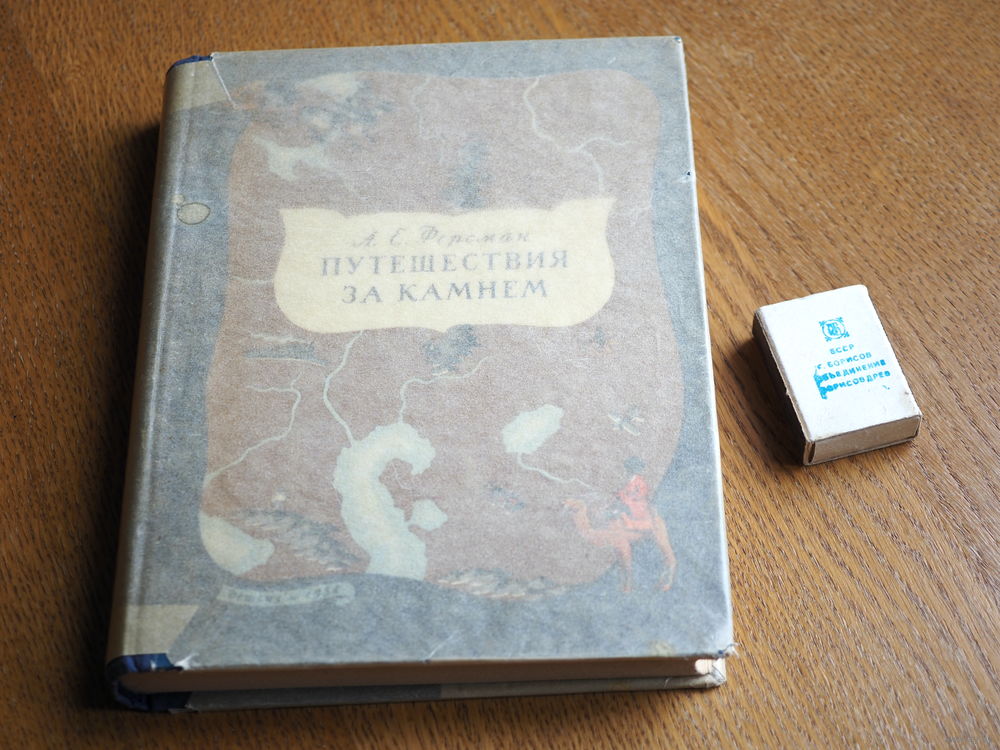 А. Е. Ферсман
ПУТЕШЕСТВИЯ
ЗА КАМНЕМ
БССР
Г. БОРИСОВ
ОБЪЕДИНЕНИЕ
БОРИСОВДРЕВ